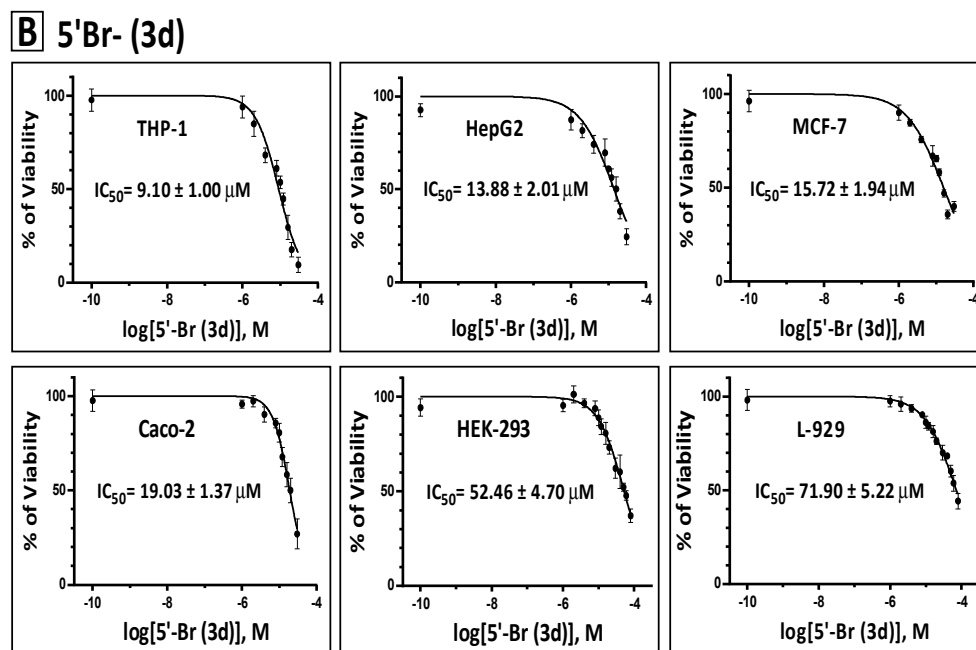 B 5'Br- (3d)
% of Viability
100
50
0
THP-1
IC50= 9.10 ± 1.00 µM
-10 -8 -6 -4
log[5'-Br (3d)], M
% of Viability
100
50
0
HepG2
IC50= 13.88 ± 2.01 µM
-10 -8 -6 -4
log[5'-Br (3d)], M
% of Viability
100
50
0
MCF-7
IC50= 15.72 ± 1.94 µM
-10 -8 -6 -4
log[5'-Br (3d)], M
% of Viability
100
50
0
Caco-2
IC50= 19.03 ± 1.37 µM
-10 -8 -6 -4
log[5'-Br (3d)], M
% of Viability
100
50
0
HEK-293
IC50= 52.46 ± 4.70 µM
-10 -8 -6 -4
log[5'-Br (3d)], M
% of Viability
100
50
0
L-929
IC50= 71.90 ± 5.22 µM
-10 -8 -6 -4
log[5'-Br (3d)], M